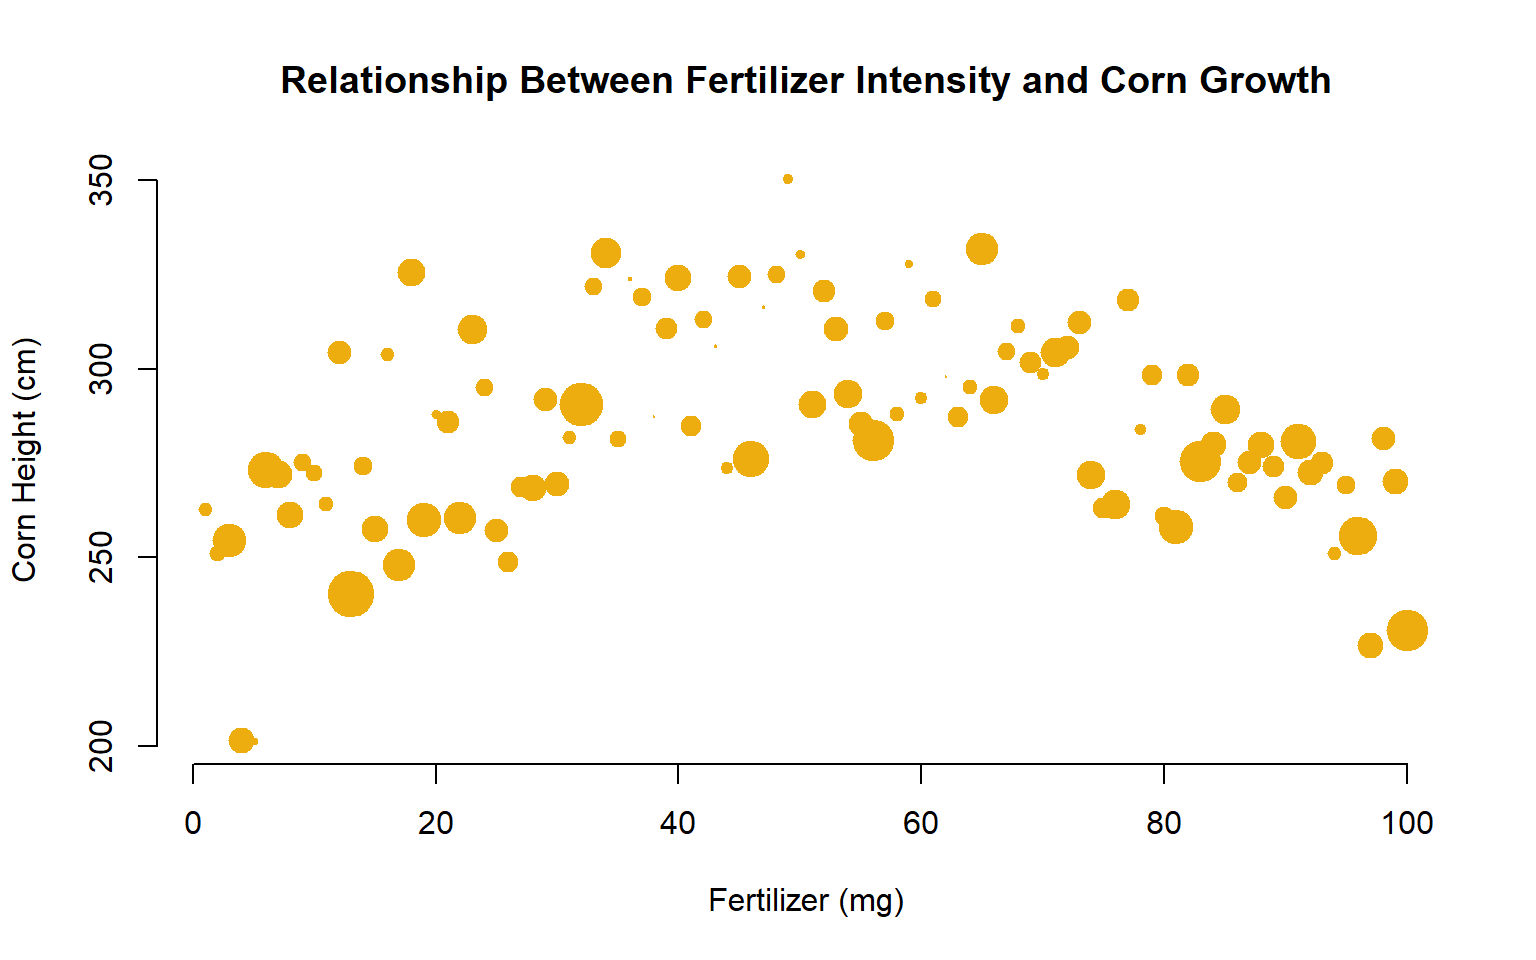 Relationship Between Fertilizer Intensity and Corn Growth
Corn Height (cm)
350
300
250
200
0 20 40 60 80 100
Fertilizer (mg)